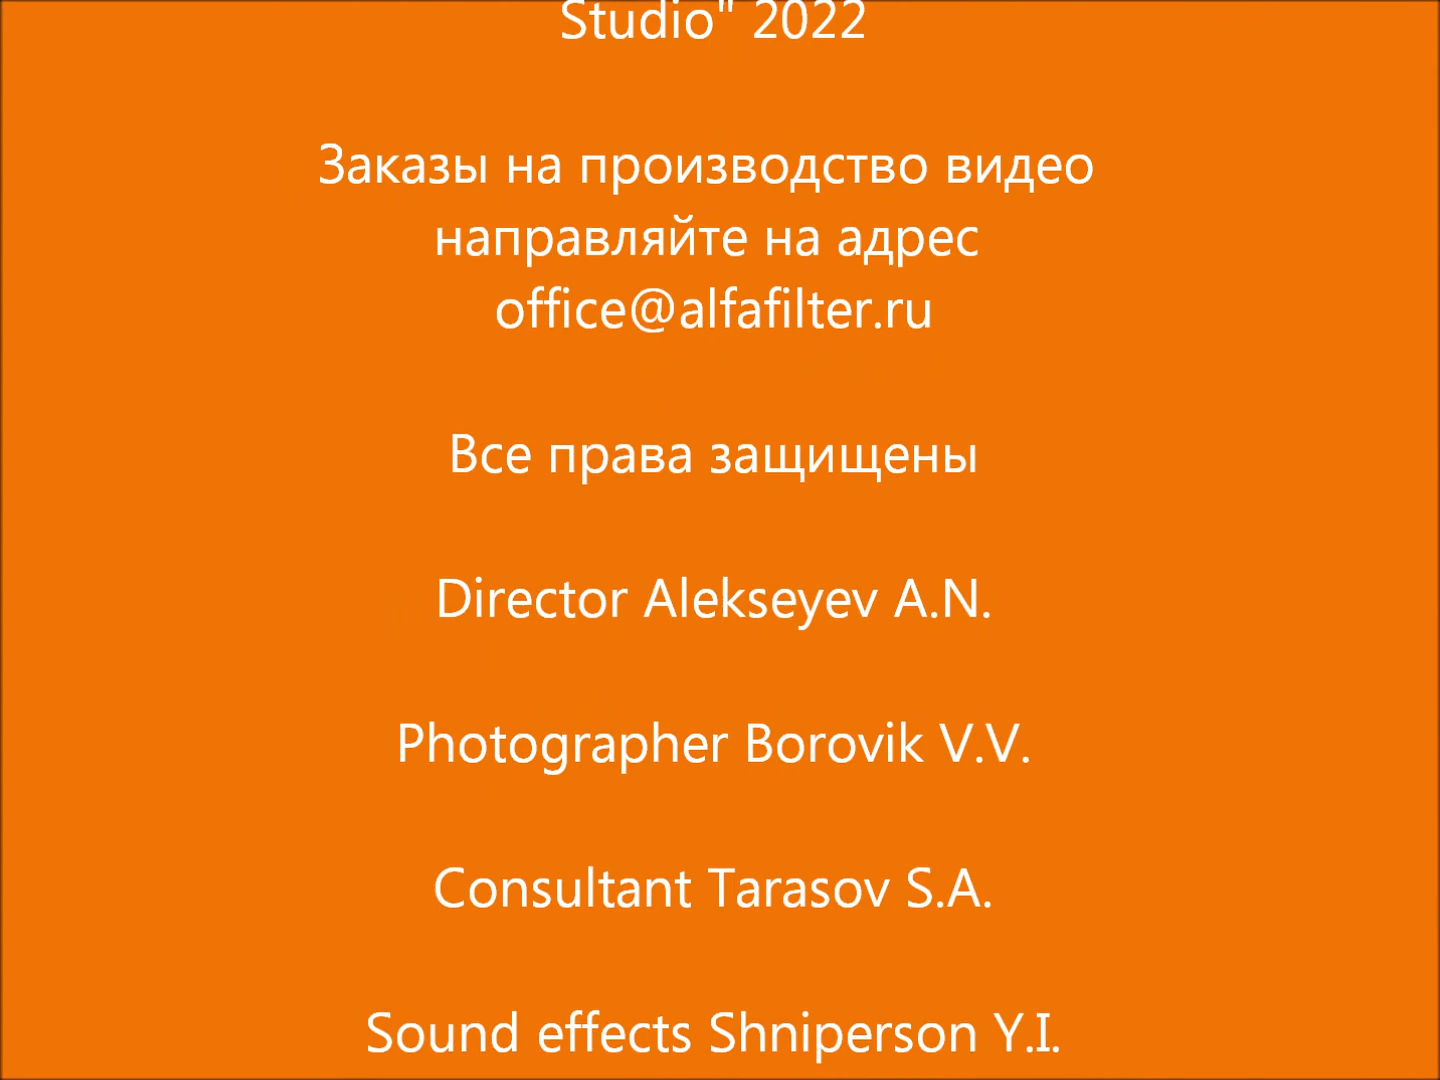 Studio" 2022
Заказы на производство видео
направляйте на адрес
office@alfafilter.ru
Все права защищены
Director Alekseyev A.N.
Photographer Borovik V.V.
Consultant Tarasov S.A.
Sound effects Shniperson Y.I.